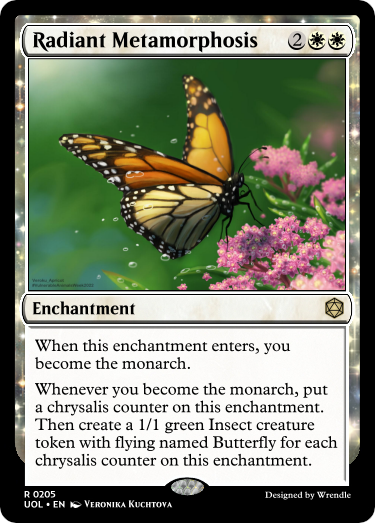 Radiant Metamorphosis 2
Enchantment
When this enchantment enters, you
become the monarch.
Whenever you become the monarch, put
a chrysalis counter on this enchantment.
Then create a 1/1 green Insect creature
token with flying named Butterfly for each
chrysalis counter on this enchantment.
R 0205
UOL • EN Veronika Kuchtova
Designed by Wrendle